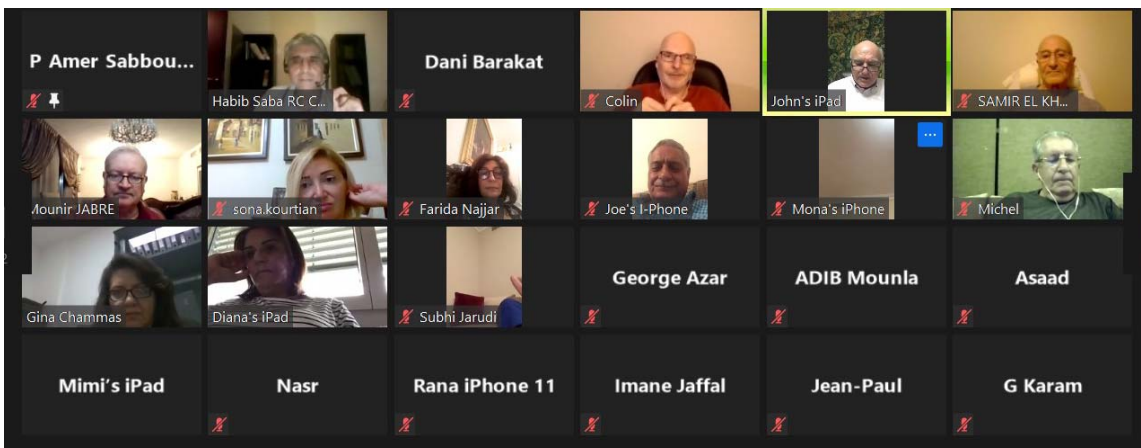 P Amer Sabbou...
Habib Saba RC C...
Dani Barakat
Colin
John's iPad
SAMIR EL KH...
Mounir JABRE
sona.kourtian
Farida Najjar
Joe's I-Phone
Mona's iPhone
Michel
Gina Chammas
Diana's iPad
Subhi Jarudi
George Azar
ADIB Mounla
Asaad
Mimi's iPad
Nasr
Rana iPhone 11
Imane Jaffal
Jean-Paul
G Karam